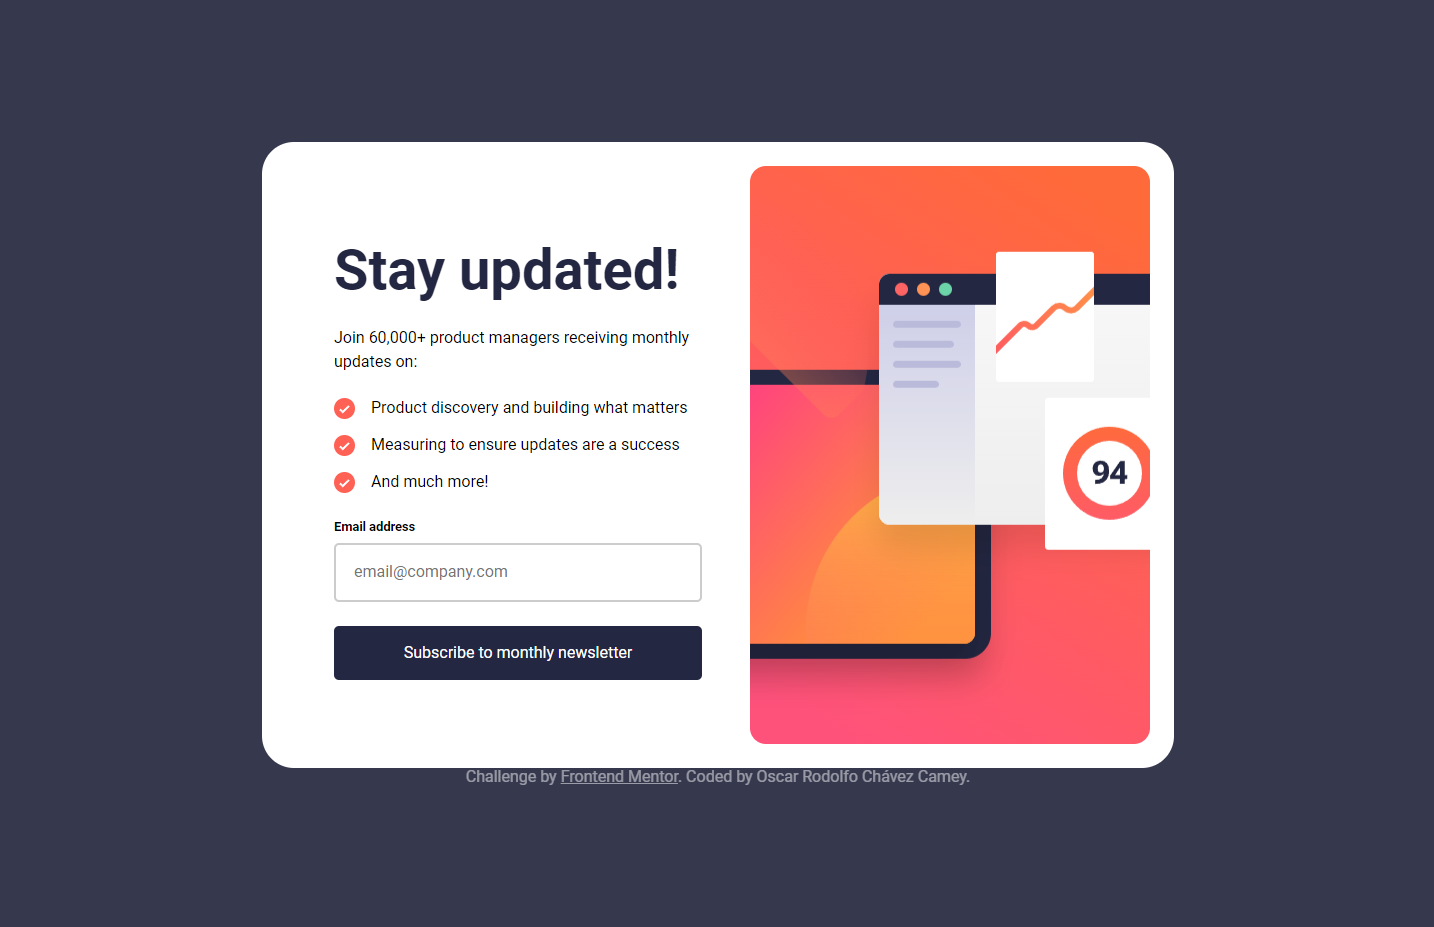 Stay updated!
Join 60,000+ product managers receiving monthly
updates on:
Product discovery and building what matters
Measuring to ensure updates are a success
And much more!
Email address
email@company.com
Subscribe to monthly newsletter
94
Challenge by Frontend Mentor. Coded by Oscar Rodolfo Chávez Camey.